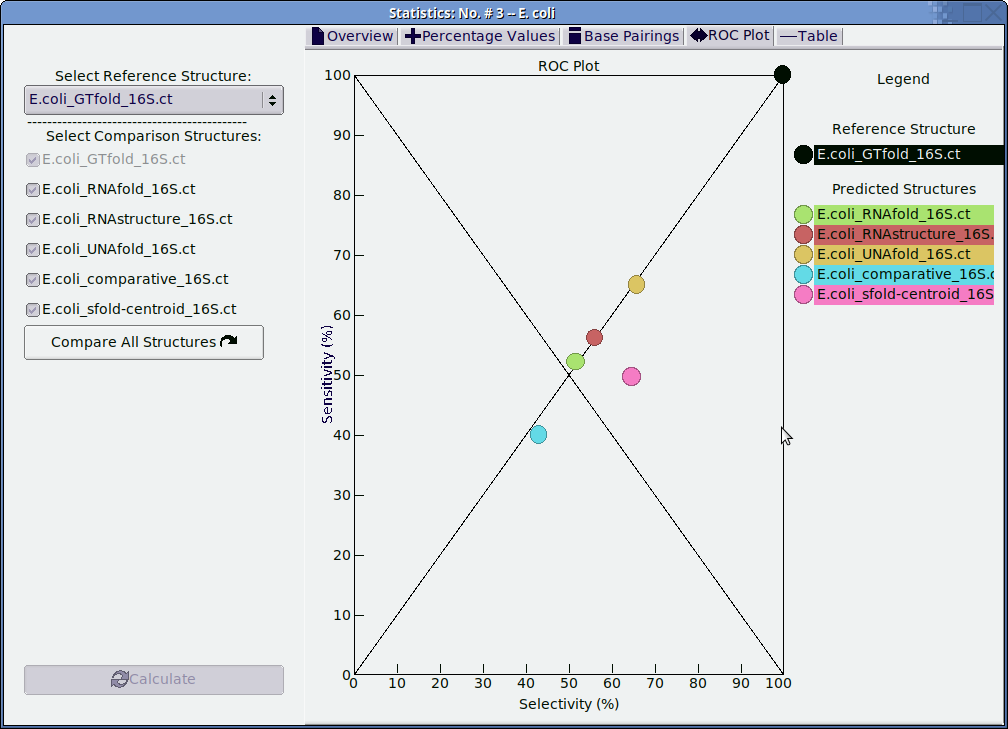 Statistics: No. # 3 -- E. coli
Overview Percentage Values Base Pairings ROC Plot Table
Select Reference Structure:
E.coli_GTfold_16S.ct
Select Comparison Structures:
E.coli_GTfold_16S.ct
E.coli_RNAfold_16S.ct
E.coli_RNAstructure_16S.ct
E.coli_UNAfold_16S.ct
E.coli_comparative_16S.ct
E.coli_sfold-centroid_16S.ct
Compare All Structures
Calculate
ROC Plot
100
90
80
70
60
50
40
30
20
10
0
Sensitivity (%)
0 10 20 30 40 50 60 70 80 90 100
Selectivity (%)
Legend
Reference Structure
E.coli_GTfold_16S.ct
Predicted Structures
E.coli_RNAfold_16S.ct
E.coli_RNAstructure_16S.
E.coli_UNAfold_16S.ct
E.coli_comparative_16S.c
E.coli_sfold-centroid_16S